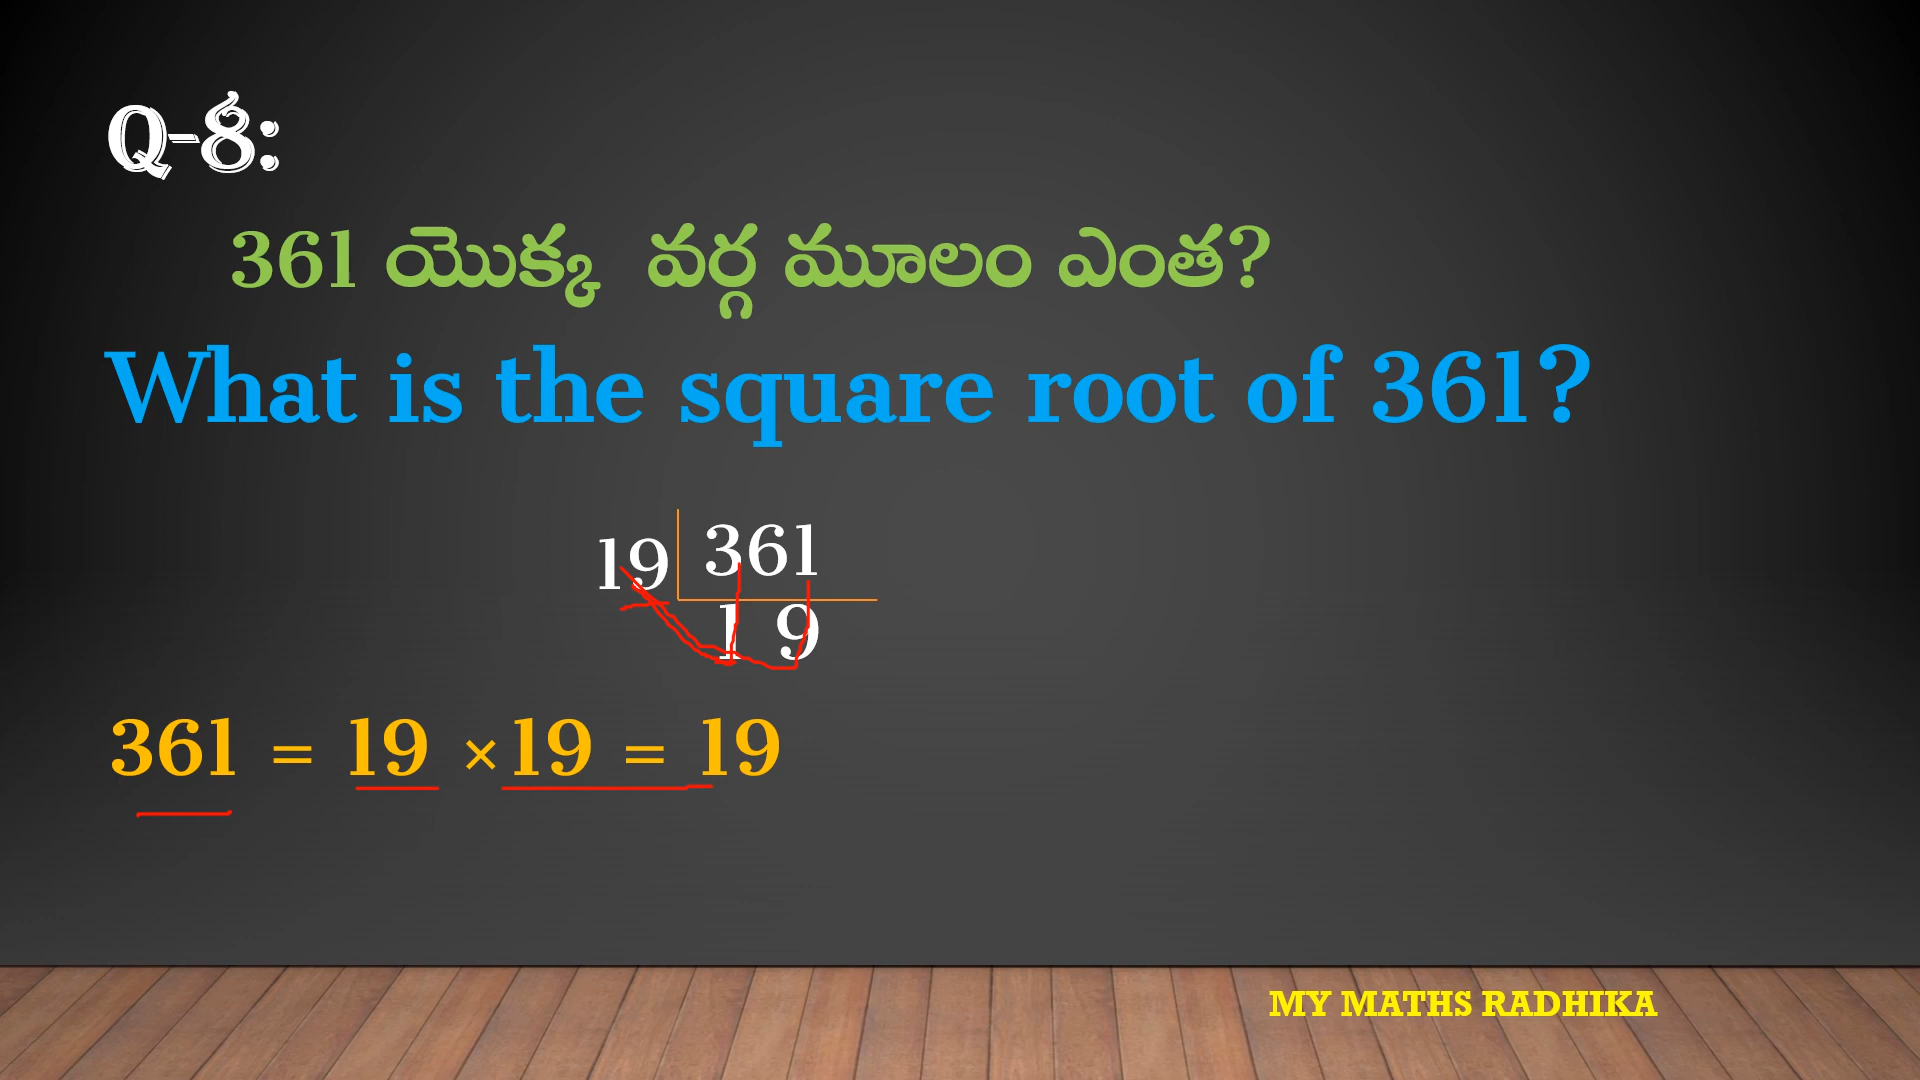 Q-8:
361 యొక్క వర్గ మూలం ఎంత?
What is the square root of 361?
19 361
1 9
361 = 19 ×19 = 19
MY MATHS RADHIKA